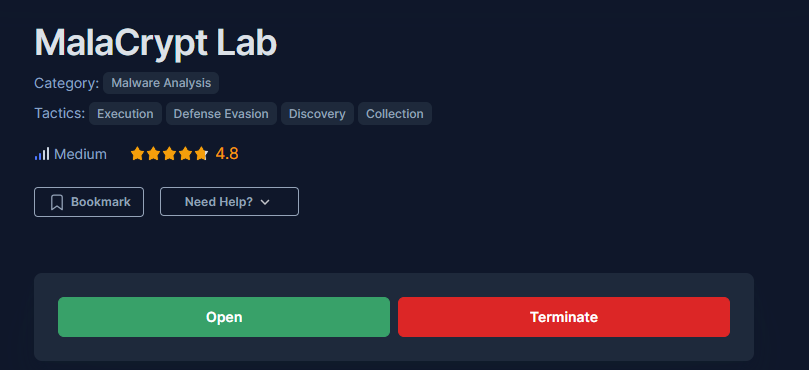 MalaCrypt Lab
Category: Malware Analysis
Tactics: Execution Defense Evasion Discovery Collection
Medium 4.8
Bookmark Need Help?
Open Terminate